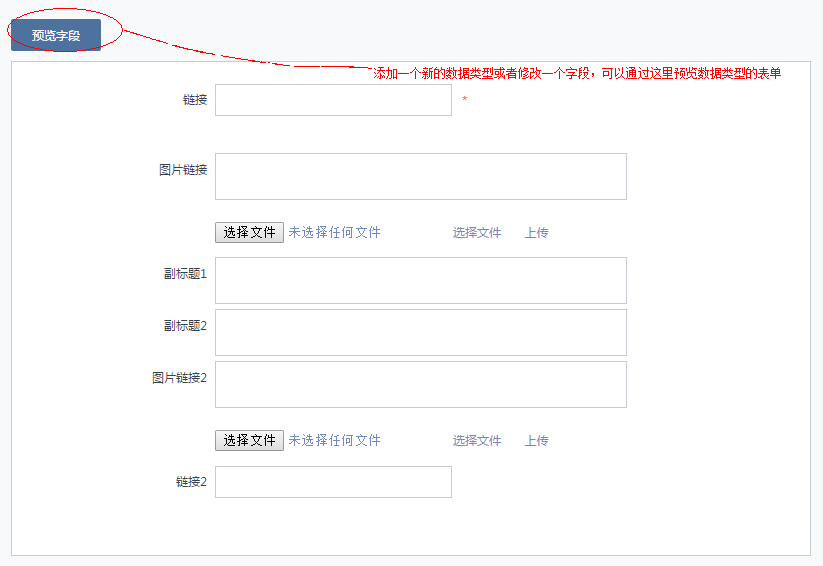 预览字段
添加一个新的数据类型或者修改一个字段，可以通过这里预览数据类型的表单
链接 *
图片链接
选择文件 未选择任何文件 选择文件 上传
副标题1
副标题2
图片链接2
选择文件 未选择任何文件 选择文件 上传
链接2